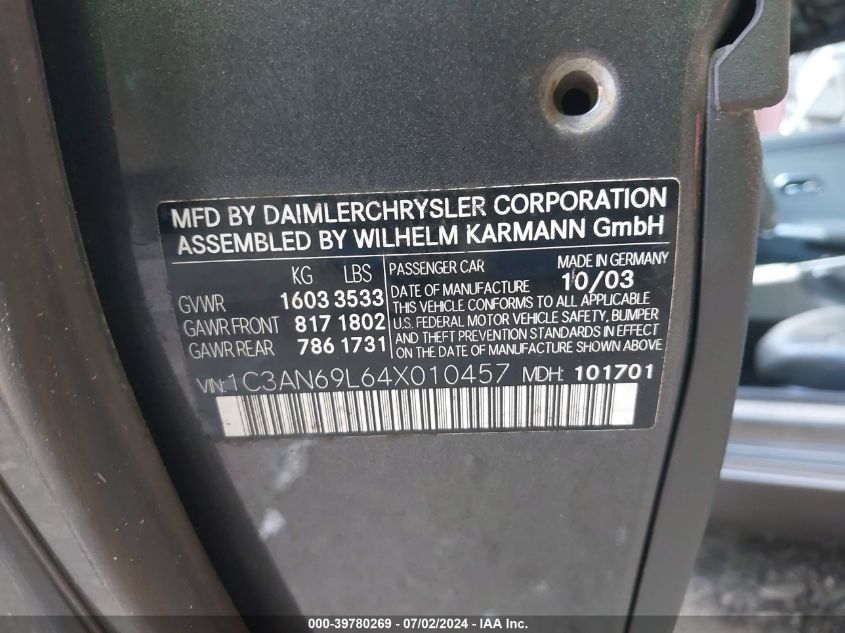 MFD BY DAIMLERCHRYSLER CORPORATION
ASSEMBLED BY WILHELM KARMANN GmbH
KG LBS
GVWR 1603 3533
GAWR FRONT 817 1802
GAWR REAR 786 1731
PASSENGER CAR MADE IN GERMANY
DATE OF MANUFACTURE 10/03
THIS VEHICLE CONFORMS TO ALL APPLICABLE
U.S. FEDERAL MOTOR VEHICLE SAFETY, BUMPER
AND THEFT PREVENTION STANDARDS IN EFFECT
ON THE DATE OF MANUFACTURE SHOWN ABOVE
VIN: 1C3AN69L64X010457 MDH: 101701
000-39780269 - 07/02/2024 - IAA Inc.